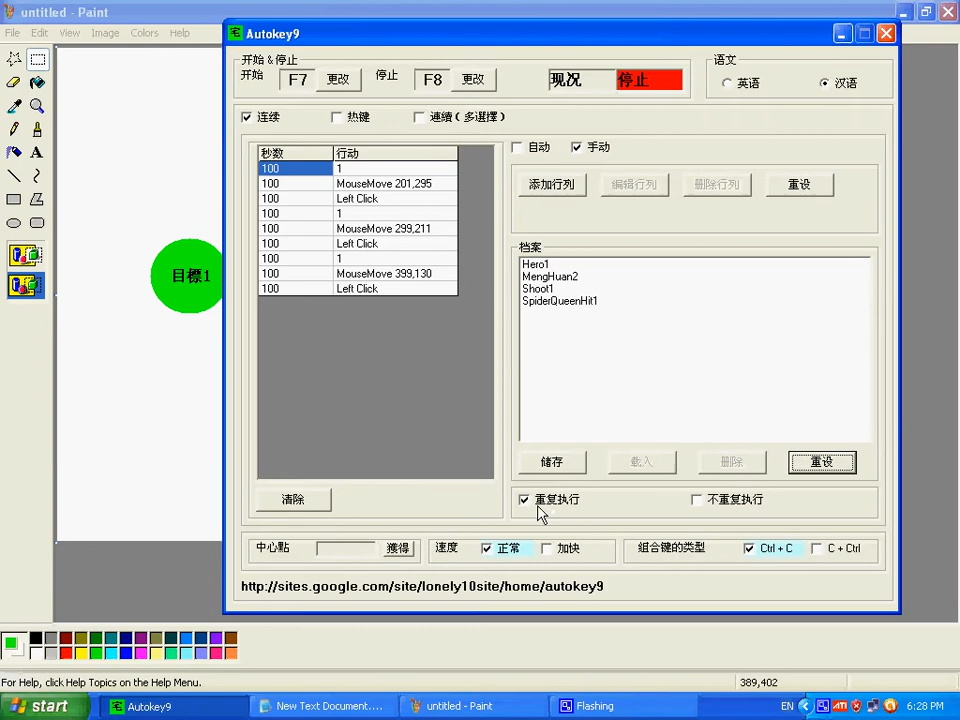 untitled - Paint
File Edit View Image Colors Help
目標1
Autokey9
开始 & 停止
开始 F7 更改 停止 F8 更改 现况 停止
语文
英语 汉语
连续 热键 連續 ( 多選擇 )
秒数 行动
100 1
100 MouseMove 201,295
100 Left Click
100 1
100 MouseMove 299,211
100 Left Click
100 1
100 MouseMove 399,130
100 Left Click
清除
自动 手动
添加行列 编辑行列 删除行列 重设
档案
Hero1
MengHuan2
Shoot1
SpiderQueenHit1
储存 载入 删除 重设
重复执行 不重复执行
中心點 獲得 速度 正常 加快 组合键的类型 Ctrl + C C + Ctrl
http://sites.google.com/site/lonely10site/home/autokey9
For Help, click Help Topics on the Help Menu. 389,402
start Autokey9 New Text Document.... untitled - Paint Flashing EN ATI 6:28 PM